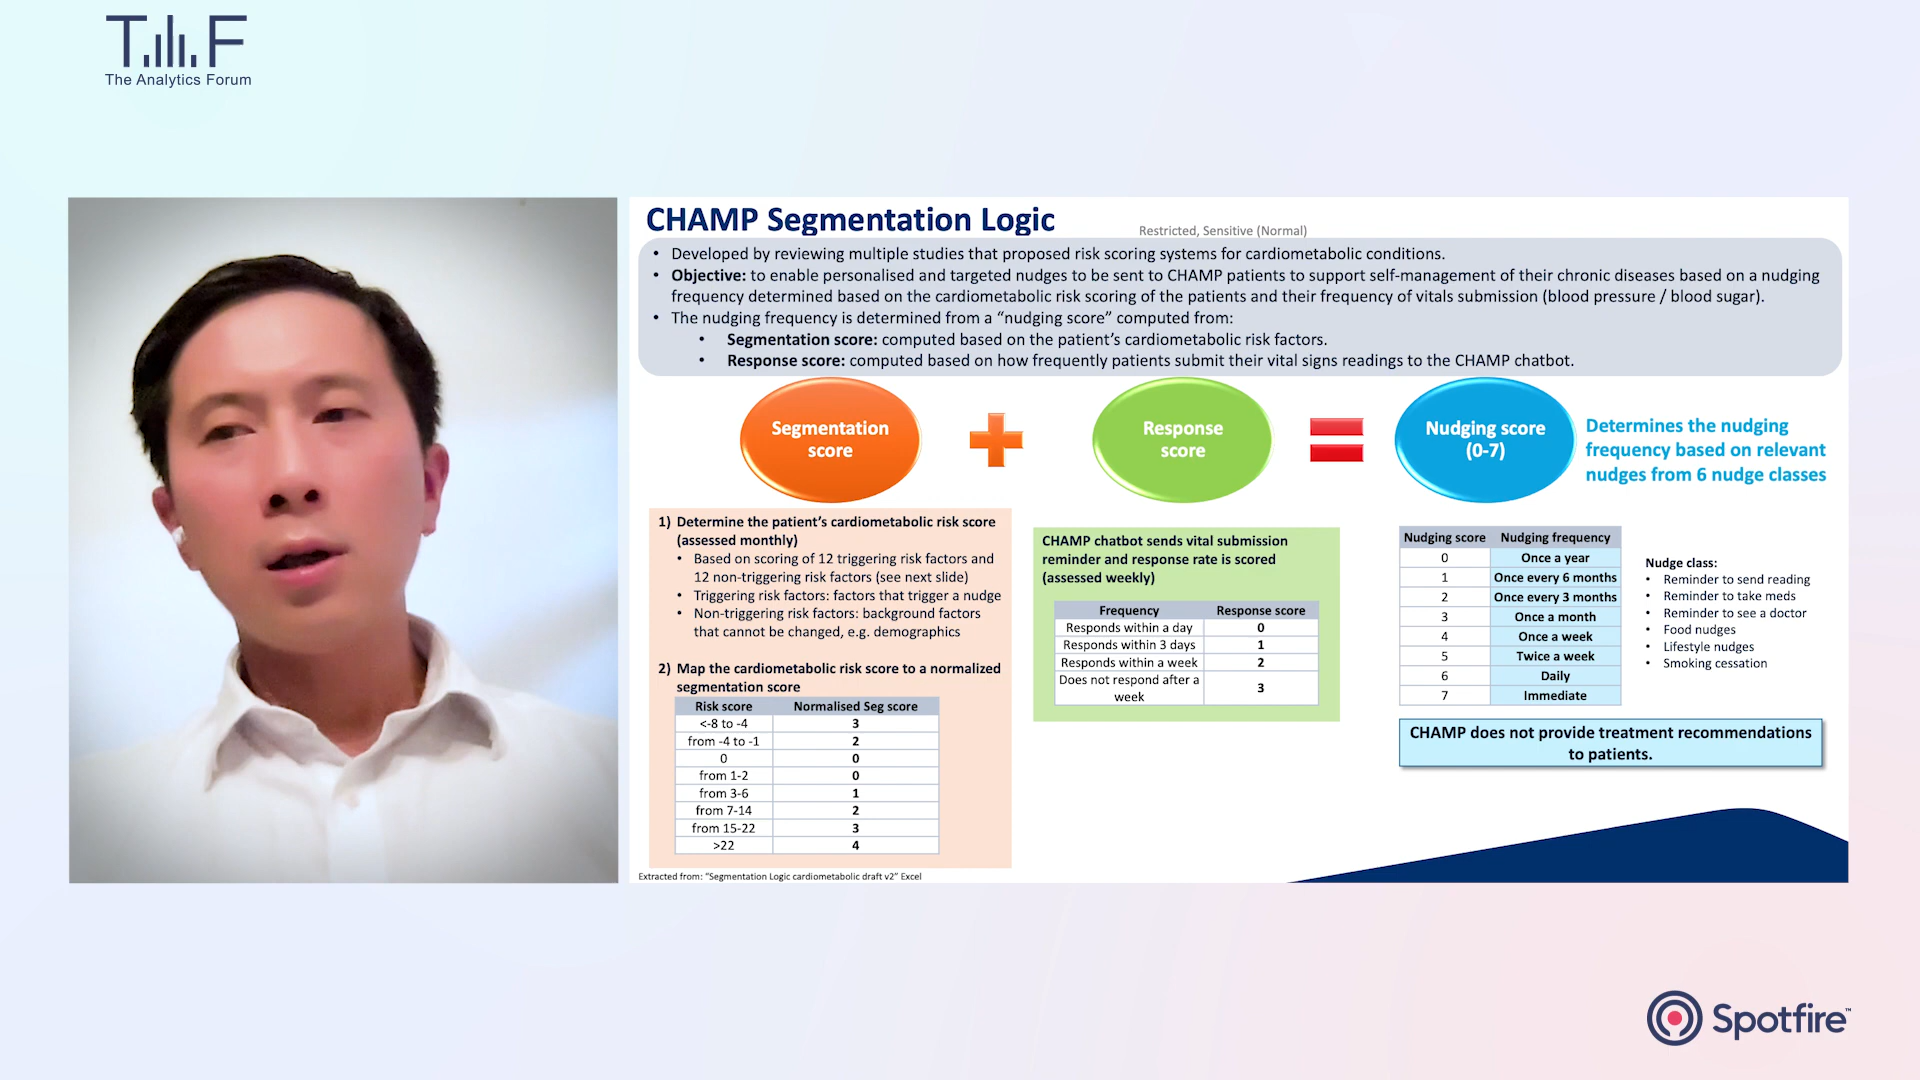 T F
The Analytics Forum
CHAMP Segmentation Logic
Restricted, Sensitive (Normal)
• Developed by reviewing multiple studies that proposed risk scoring systems for cardiometabolic conditions.
• Objective: to enable personalised and targeted nudges to be sent to CHAMP patients to support self-management of their chronic diseases based on a nudging
frequency determined based on the cardiometabolic risk scoring of the patients and their frequency of vitals submission (blood pressure / blood sugar).
• The nudging frequency is determined from a “nudging score” computed from:
• Segmentation score: computed based on the patient’s cardiometabolic risk factors.
• Response score: computed based on how frequently patients submit their vital signs readings to the CHAMP chatbot.
Segmentation
score
Response
score
Nudging score
(0-7)
Determines the nudging
frequency based on relevant
nudges from 6 nudge classes
1) Determine the patient’s cardiometabolic risk score
(assessed monthly)
• Based on scoring of 12 triggering risk factors and
12 non-triggering risk factors (see next slide)
• Triggering risk factors: factors that trigger a nudge
• Non-triggering risk factors: background factors
that cannot be changed, e.g. demographics
2) Map the cardiometabolic risk score to a normalized
segmentation score
Risk score Normalised Seg score
<-8 to -4 3
from -4 to -1 2
0 0
from 1-2 0
from 3-6 1
from 7-14 2
from 15-22 3
>22 4
Extracted from: “Segmentation Logic cardiometabolic draft v2” Excel
CHAMP chatbot sends vital submission
reminder and response rate is scored
(assessed weekly)
Frequency Response score
Responds within a day 0
Responds within 3 days 1
Responds within a week 2
Does not respond after a
week 3
Nudging score Nudging frequency
0 Once a year
1 Once every 6 months
2 Once every 3 months
3 Once a month
4 Once a week
5 Twice a week
6 Daily
7 Immediate
Nudge class:
• Reminder to send reading
• Reminder to take meds
• Reminder to see a doctor
• Food nudges
• Lifestyle nudges
• Smoking cessation
CHAMP does not provide treatment recommendations
to patients.
Spotfire™